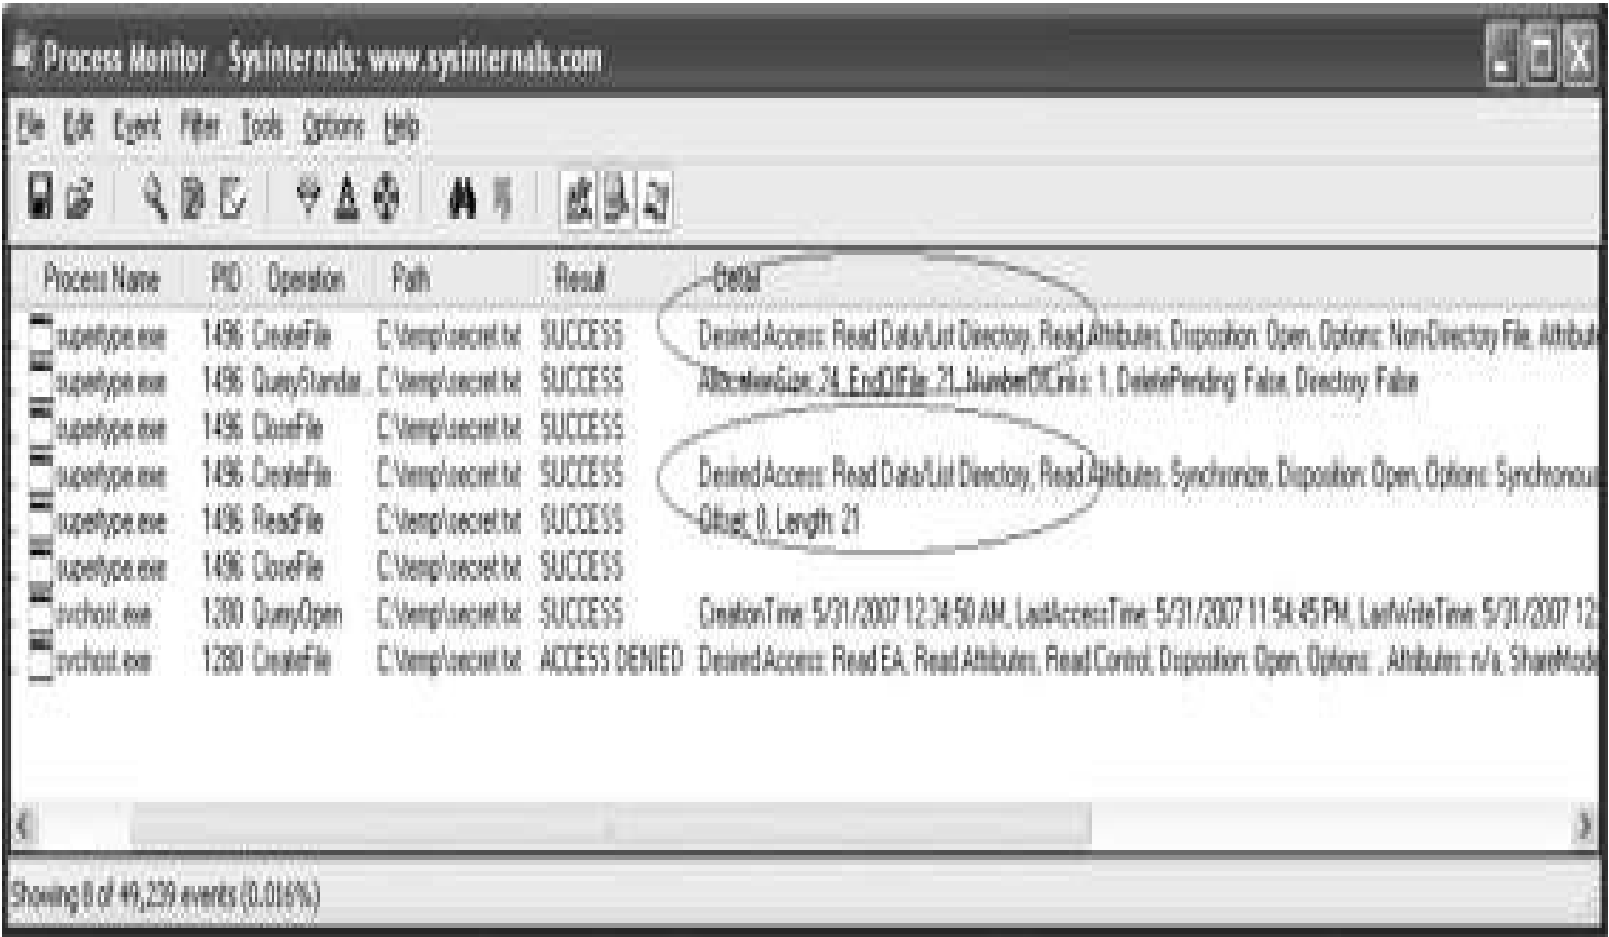 Process Monitor - Sysinternals: www.sysinternals.com
File Edit Event Filter Tools Options Help
Process Name PID Operation Path Result Detail
supertype.exe 1496 CreateFile C:\temp\secret.txt SUCCESS Desired Access: Read Data/List Directory, Read Attributes, Disposition: Open, Options: Non-Directory File, Attribute
supertype.exe 1496 QueryStandar... C:\temp\secret.txt SUCCESS AllocationSize: 24, EndOfFile: 21, NumberOfLinks: 1, DeletePending: False, Directory: False
supertype.exe 1496 CloseFile C:\temp\secret.txt SUCCESS
supertype.exe 1496 CreateFile C:\temp\secret.txt SUCCESS Desired Access: Read Data/List Directory, Read Attributes, Synchronize, Disposition: Open, Options: Synchronous
supertype.exe 1496 ReadFile C:\temp\secret.txt SUCCESS Offset: 0, Length: 21
supertype.exe 1496 CloseFile C:\temp\secret.txt SUCCESS
svchost.exe 1280 QueryOpen C:\temp\secret.txt SUCCESS CreationTime: 5/31/2007 12:34:50 AM, LastAccessTime: 5/31/2007 11:54:45 PM, LastWriteTime: 5/31/2007 12:
svchost.exe 1280 CreateFile C:\temp\secret.txt ACCESS DENIED Desired Access: Read EA, Read Attributes, Read Control, Disposition: Open, Options: , Attributes: n/a, ShareMode
Showing 8 of 49,239 events (0.016%)